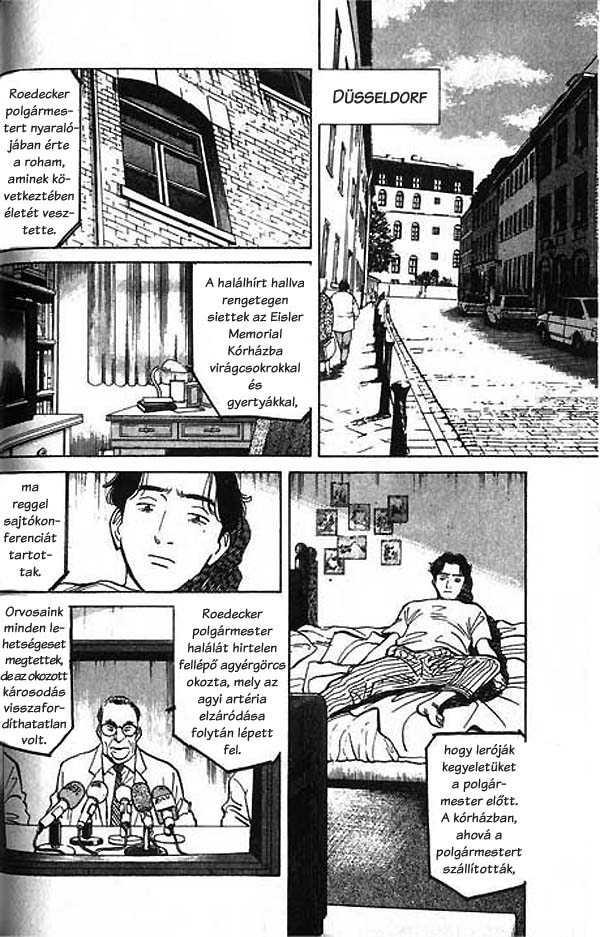 DÜSSELDORF
Roedecker
polgármes-
tert nyaraló-
jában érte
a roham,
aminek kö-
vetkeztében
életét vesz-
tette.
A halálhírt hallva
rengetegen
siettek az Eisler
Memorial
Kórházba
virágcsokrokkal
és
gyertyákkal,
hogy leróják
kegyeletüket
a polgár-
mester előtt.
A kórházban,
ahová a
polgármestert
szállították,
ma
reggel
sajtókon-
ferenciát
tartot-
tak.
Roedecker
polgármester
halálát hirtelen
fellépő agyérgörcs
okozta, mely az
agyi artéria
elzáródása
folytán lépett
fel.
Orvosaink
minden le-
hetségeset
megtettek,
de az okozott
károsodás
visszafor-
díthatatlan
volt.